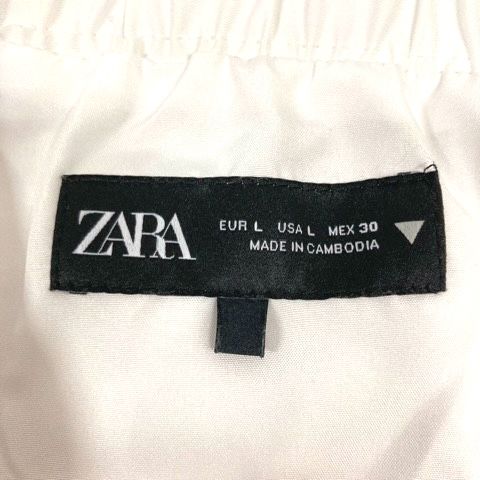 ZARA
EUR L USA L MEX 30
MADE IN CAMBODIA